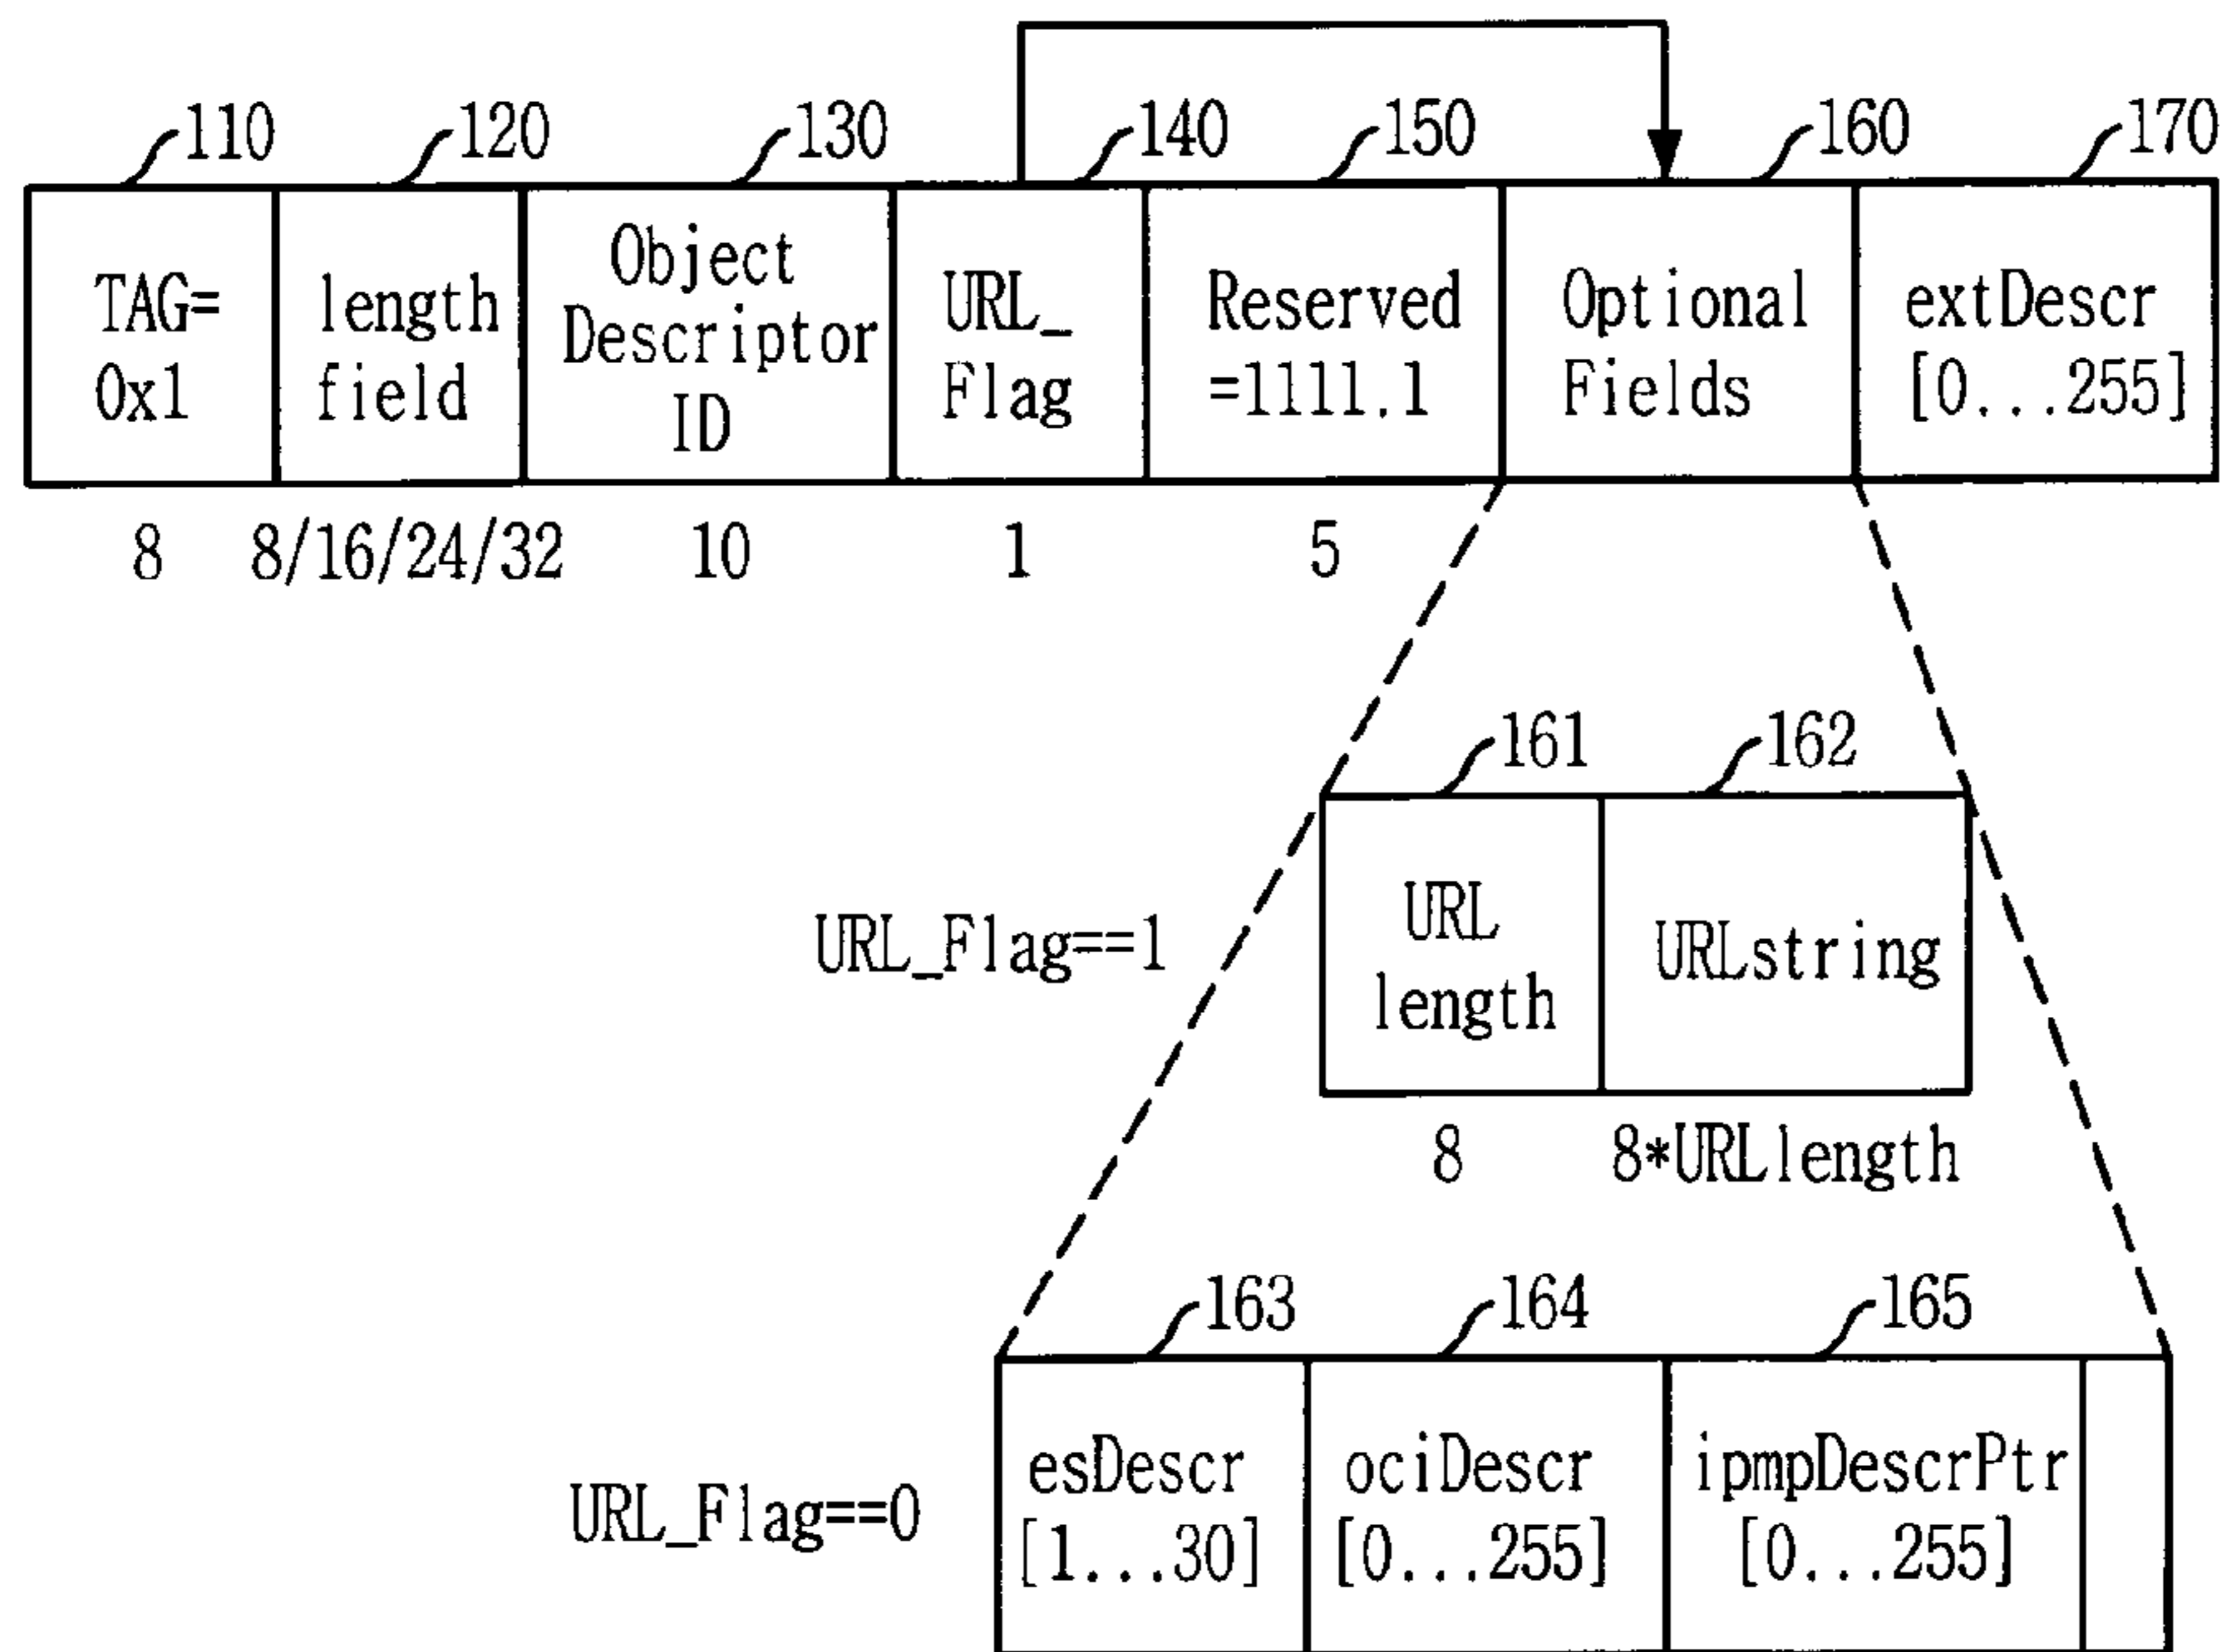 110
120
130
140
150
160
170
TAG=
0x1
length
field
Object
Descriptor
ID
URL_
Flag
Reserved
=1111.1
Optional
Fields
extDescr
[0...255]
8
8/16/24/32
10
1
5
161
162
URL_Flag==1
URL
length
URLstring
8
8*URLlength
163
164
165
URL_Flag==0
esDescr
[1...30]
ociDescr
[0...255]
ipmpDescrPtr
[0...255]